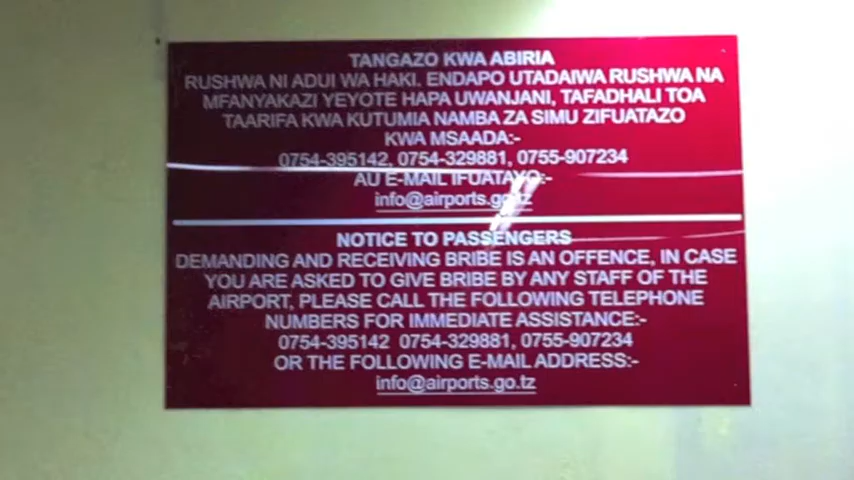 TANGAZO KWA ABIRIA
RUSHWA NI ADUI WA HAKI. ENDAPO UTADAIWA RUSHWA NA
MFANYAKAZI YEYOTE HAPA UWANJANI, TAFADHALI TOA
TAARIFA KWA KUTUMIA NAMBA ZA SIMU ZIFUATAZO
KWA MSAADA:-
0754-395142, 0754-329881, 0755-907234
AU E-MAIL IFUATAYO:-
info@airports.go.tz
NOTICE TO PASSENGERS
DEMANDING AND RECEIVING BRIBE IS AN OFFENCE, IN CASE
YOU ARE ASKED TO GIVE BRIBE BY ANY STAFF OF THE
AIRPORT, PLEASE CALL THE FOLLOWING TELEPHONE
NUMBERS FOR IMMEDIATE ASSISTANCE:-
0754-395142 0754-329881, 0755-907234
OR THE FOLLOWING E-MAIL ADDRESS:-
info@airports.go.tz